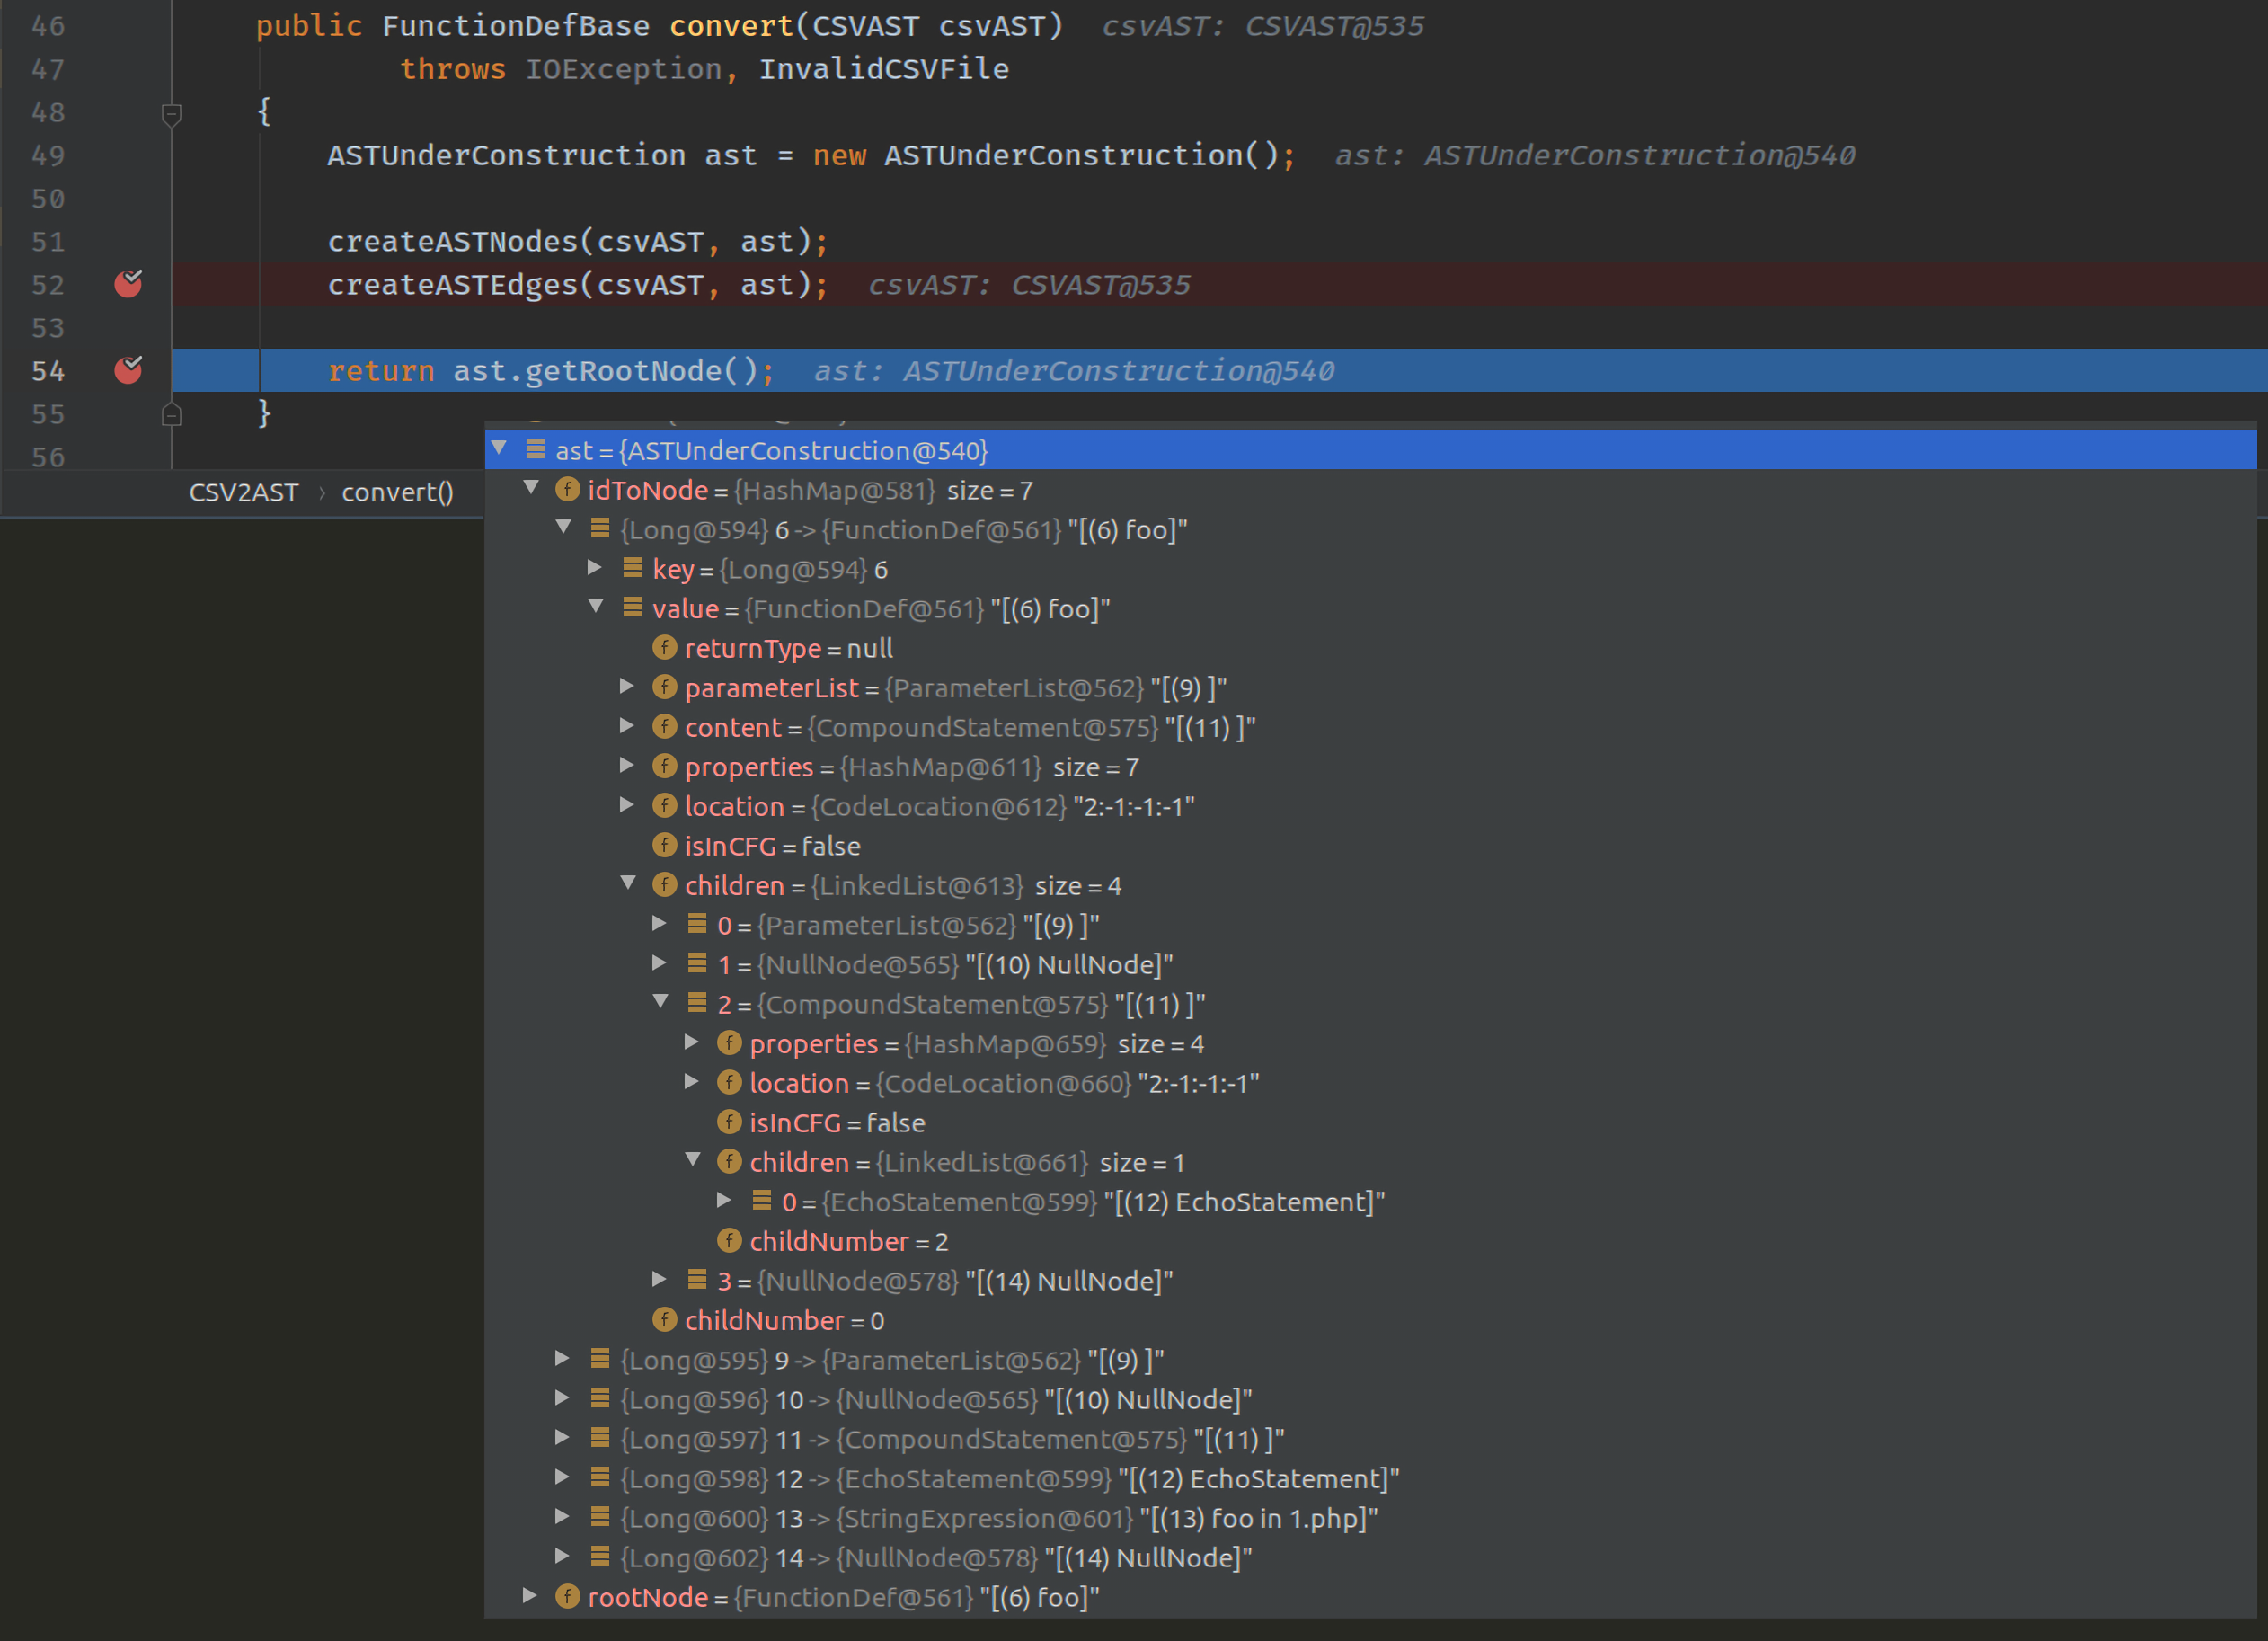 46 public FunctionDefBase convert(CSVAST csvAST) csvAST: CSVAST@535
47 throws IOException, InvalidCSVFile
48 {
49 ASTUnderConstruction ast = new ASTUnderConstruction(); ast: ASTUnderConstruction@540
50
51 createASTNodes(csvAST, ast);
52 createASTEdges(csvAST, ast); csvAST: CSVAST@535
53
54 return ast.getRootNode(); ast: ASTUnderConstruction@540
55 }
56
CSV2AST › convert()
ast = {ASTUnderConstruction@540}
idToNode = {HashMap@581} size = 7
{Long@594} 6 -> {FunctionDef@561} "[(6) foo]"
key = {Long@594} 6
value = {FunctionDef@561} "[(6) foo]"
returnType = null
parameterList = {ParameterList@562} "[(9) ]"
content = {CompoundStatement@575} "[(11) ]"
properties = {HashMap@611} size = 7
location = {CodeLocation@612} "2:-1:-1:-1"
isInCFG = false
children = {LinkedList@613} size = 4
0 = {ParameterList@562} "[(9) ]"
1 = {NullNode@565} "[(10) NullNode]"
2 = {CompoundStatement@575} "[(11) ]"
properties = {HashMap@659} size = 4
location = {CodeLocation@660} "2:-1:-1:-1"
isInCFG = false
children = {LinkedList@661} size = 1
0 = {EchoStatement@599} "[(12) EchoStatement]"
childNumber = 2
3 = {NullNode@578} "[(14) NullNode]"
childNumber = 0
{Long@595} 9 -> {ParameterList@562} "[(9) ]"
{Long@596} 10 -> {NullNode@565} "[(10) NullNode]"
{Long@597} 11 -> {CompoundStatement@575} "[(11) ]"
{Long@598} 12 -> {EchoStatement@599} "[(12) EchoStatement]"
{Long@600} 13 -> {StringExpression@601} "[(13) foo in 1.php]"
{Long@602} 14 -> {NullNode@578} "[(14) NullNode]"
rootNode = {FunctionDef@561} "[(6) foo]"